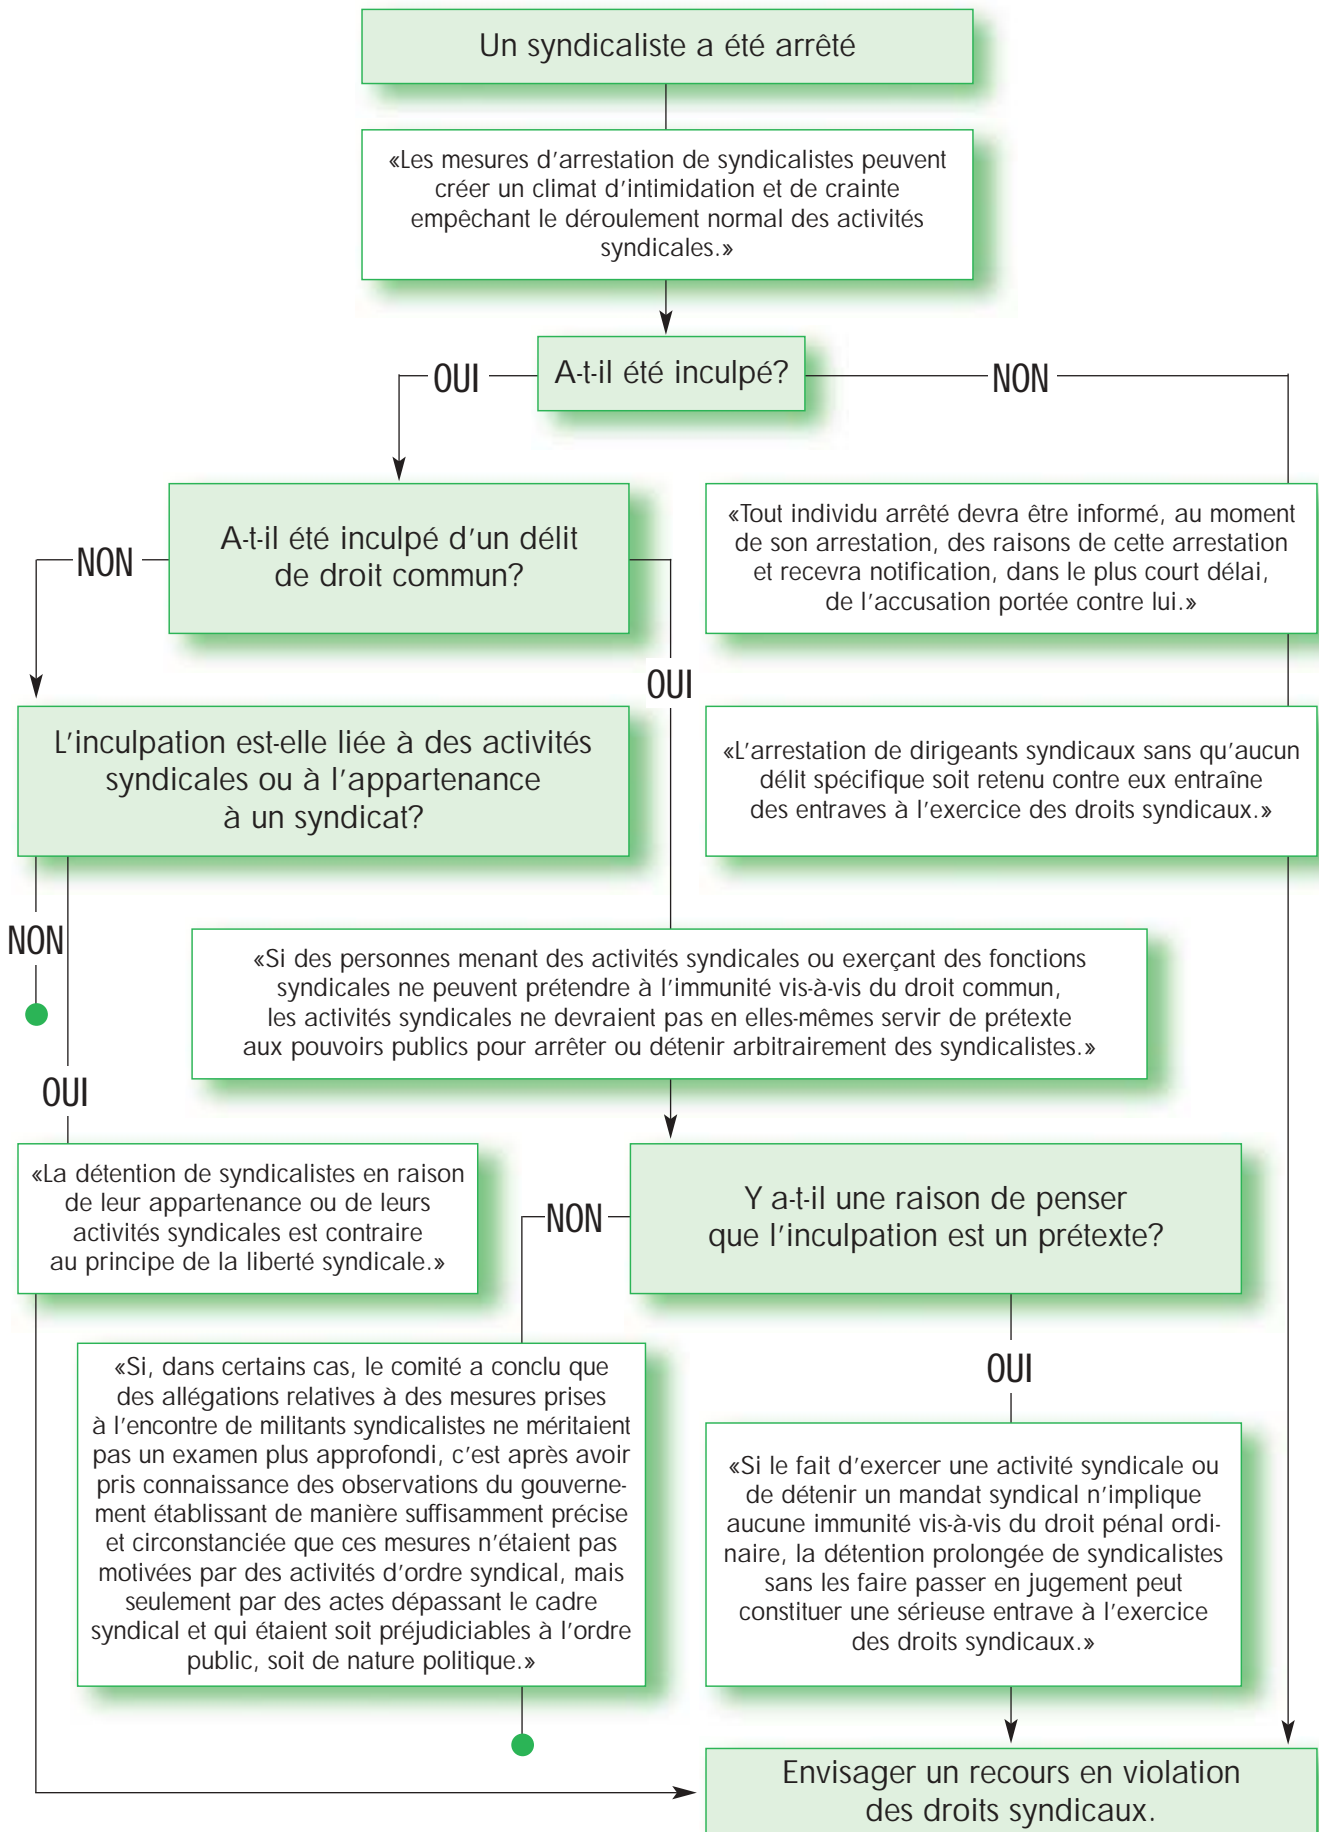 Un syndicaliste a été arrêté
«Les mesures d'arrestation de syndicalistes peuvent
créer un climat d'intimidation et de crainte
empêchant le déroulement normal des activités
syndicales.»
A-t-il été inculpé?
OUI
NON
A-t-il été inculpé d'un délit
de droit commun?
NON
OUI
«Tout individu arrêté devra être informé, au moment
de son arrestation, des raisons de cette arrestation
et recevra notification, dans le plus court délai,
de l'accusation portée contre lui.»
L'inculpation est-elle liée à des activités
syndicales ou à l'appartenance
à un syndicat?
«L'arrestation de dirigeants syndicaux sans qu'aucun
délit spécifique soit retenu contre eux entraîne
des entraves à l'exercice des droits syndicaux.»
NON
OUI
«Si des personnes menant des activités syndicales ou exerçant des fonctions
syndicales ne peuvent prétendre à l'immunité vis-à-vis du droit commun,
les activités syndicales ne devraient pas en elles-mêmes servir de prétexte
aux pouvoirs publics pour arrêter ou détenir arbitrairement des syndicalistes.»
«La détention de syndicalistes en raison
de leur appartenance ou de leurs
activités syndicales est contraire
au principe de la liberté syndicale.»
Y a-t-il une raison de penser
que l'inculpation est un prétexte?
NON
OUI
«Si, dans certains cas, le comité a conclu que
des allégations relatives à des mesures prises
à l'encontre de militants syndicalistes ne méritaient
pas un examen plus approfondi, c'est après avoir
pris connaissance des observations du gouverne-
ment établissant de manière suffisamment précise
et circonstanciée que ces mesures n'étaient pas
motivées par des activités d'ordre syndical, mais
seulement par des actes dépassant le cadre
syndical et qui étaient soit préjudiciables à l'ordre
public, soit de nature politique.»
«Si le fait d'exercer une activité syndicale ou
de détenir un mandat syndical n'implique
aucune immunité vis-à-vis du droit pénal ordi-
naire, la détention prolongée de syndicalistes
sans les faire passer en jugement peut
constituer une sérieuse entrave à l'exercice
des droits syndicaux.»
Envisager un recours en violation
des droits syndicaux.